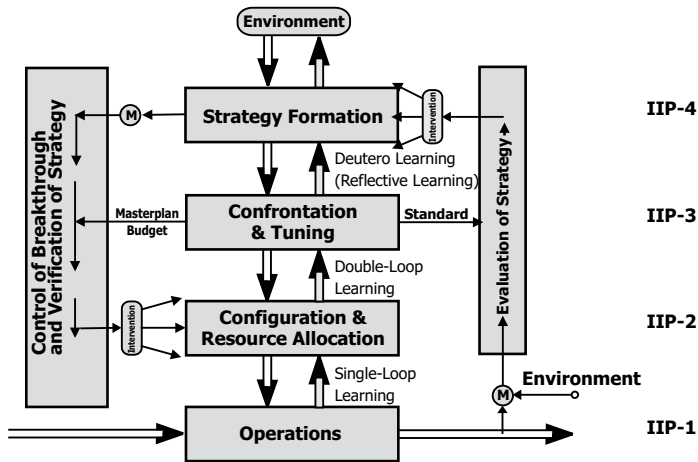 Environment
Control of Breakthrough
and Verification of Strategy
M
Strategy Formation
Intervention
IIP-4
Deutero Learning
(Reflective Learning)
Evaluation of Strategy
Masterplan
Budget
Confrontation
& Tuning
Standard
IIP-3
Double-Loop
Learning
Intervention
Configuration &
Resource Allocation
IIP-2
Single-Loop
Learning
Environment
M
Operations
IIP-1